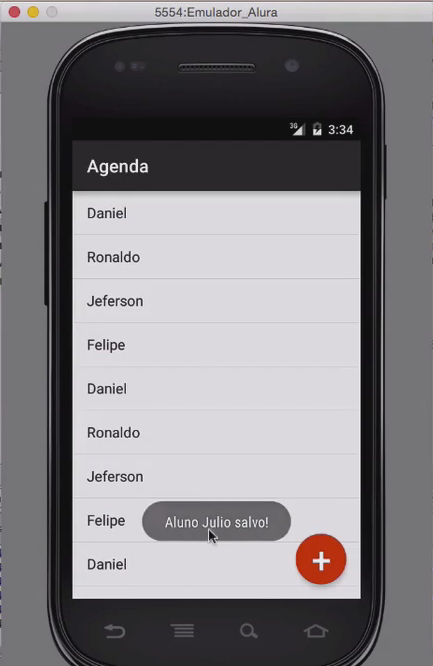 5554:Emulador_Alura
3G 3:34
Agenda
Daniel
Ronaldo
Jeferson
Felipe
Daniel
Ronaldo
Jeferson
Felipe
Aluno Julio salvo!
Daniel